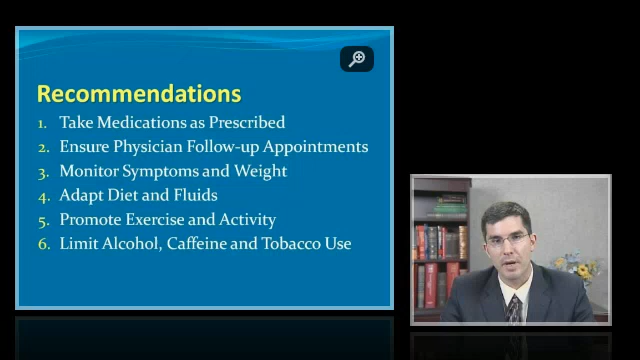 Recommendations
1. Take Medications as Prescribed
2. Ensure Physician Follow-up Appointments
3. Monitor Symptoms and Weight
4. Adapt Diet and Fluids
5. Promote Exercise and Activity
6. Limit Alcohol, Caffeine and Tobacco Use